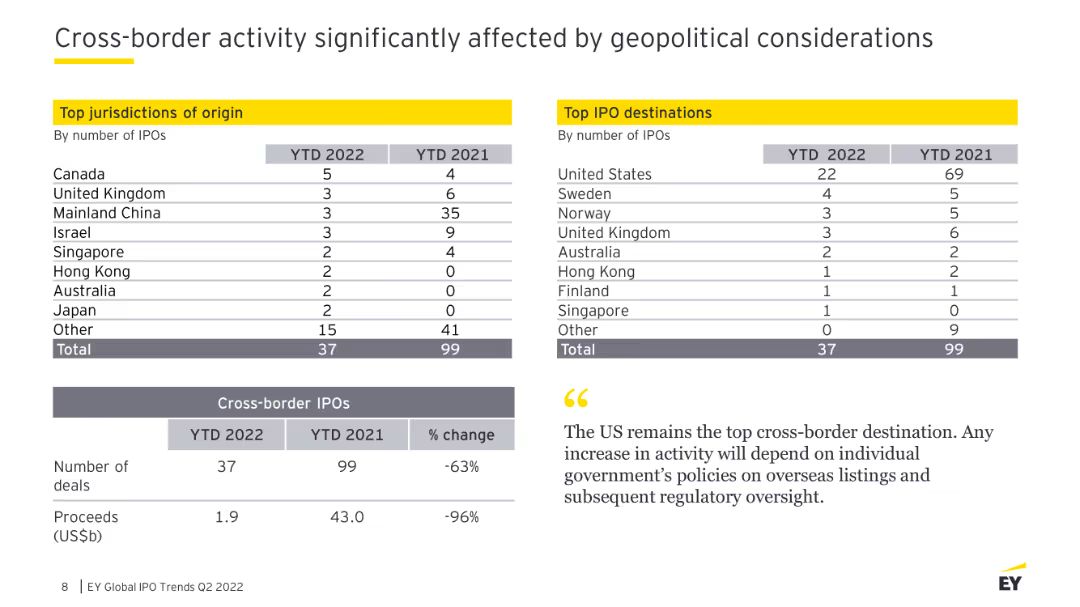 Cross-border activity significantly affected by geopolitical considerations
Top jurisdictions of origin
By number of IPOs
YTD 2022 YTD 2021
Canada 5 4
United Kingdom 3 6
Mainland China 3 35
Israel 3 9
Singapore 2 4
Hong Kong 2 0
Australia 2 0
Japan 2 0
Other 15 41
Total 37 99
Top IPO destinations
By number of IPOs
YTD 2022 YTD 2021
United States 22 69
Sweden 4 5
Norway 3 5
United Kingdom 3 6
Australia 2 2
Hong Kong 1 2
Finland 1 1
Singapore 1 0
Other 0 9
Total 37 99
Cross-border IPOs
YTD 2022 YTD 2021 % change
Number of 37 99 -63%
deals
Proceeds 1.9 43.0 -96%
(US$b)
“
The US remains the top cross-border destination. Any
increase in activity will depend on individual
government’s policies on overseas listings and
subsequent regulatory oversight.
8 | EY Global IPO Trends Q2 2022
EY